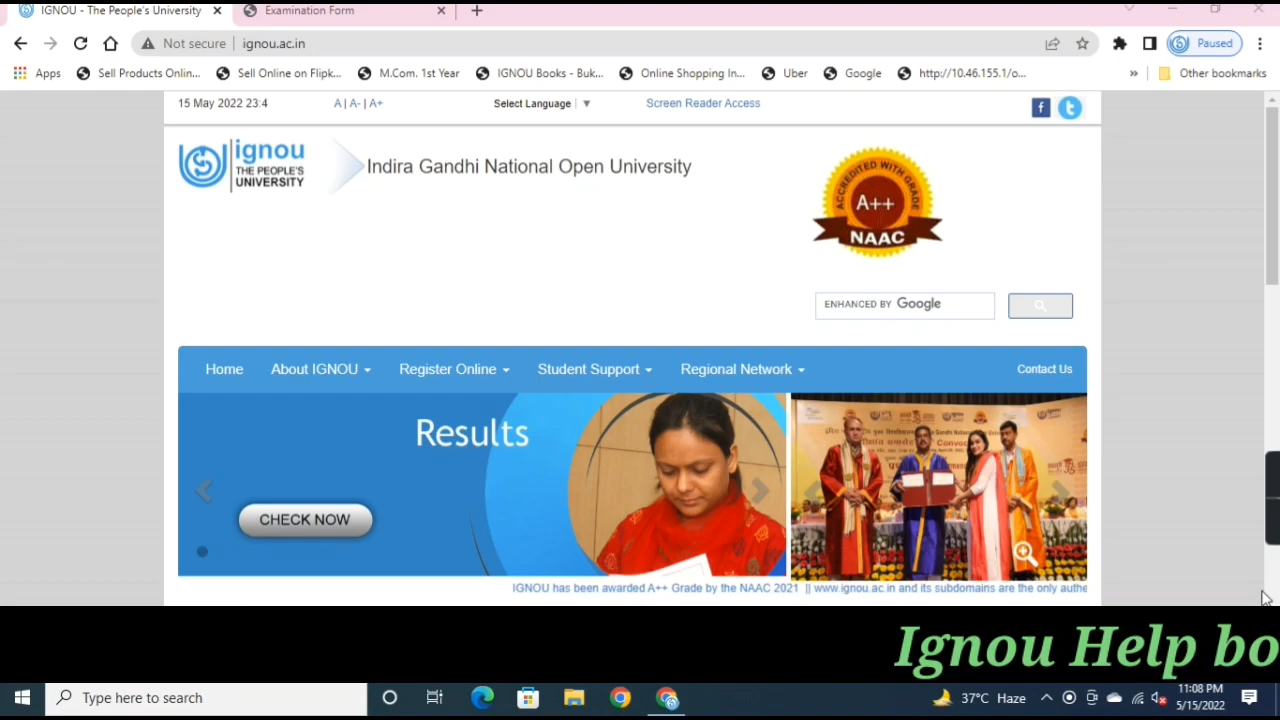 IGNOU - The People's University
Examination Form
Not secure
ignou.ac.in
Paused
Apps
Sell Products Onlin...
Sell Online on Flipk...
M.Com. 1st Year
IGNOU Books - Buk...
Online Shopping In...
Uber
Google
http://10.46.155.1/o...
»
Other bookmarks
15 May 2022 23:4
A | A- | A+
Select Language
Screen Reader Access
ignou
THE PEOPLE'S
UNIVERSITY
Indira Gandhi National Open University
ACCREDITED WITH GRADE
A++
NAAC
ENHANCED BY Google
Home
About IGNOU
Register Online
Student Support
Regional Network
Contact Us
Results
CHECK NOW
IGNOU has been awarded A++ Grade by the NAAC 2021 || www.ignou.ac.in and its subdomains are the only authe
Ignou Help bo
Type here to search
37°C Haze
11:08 PM
5/15/2022